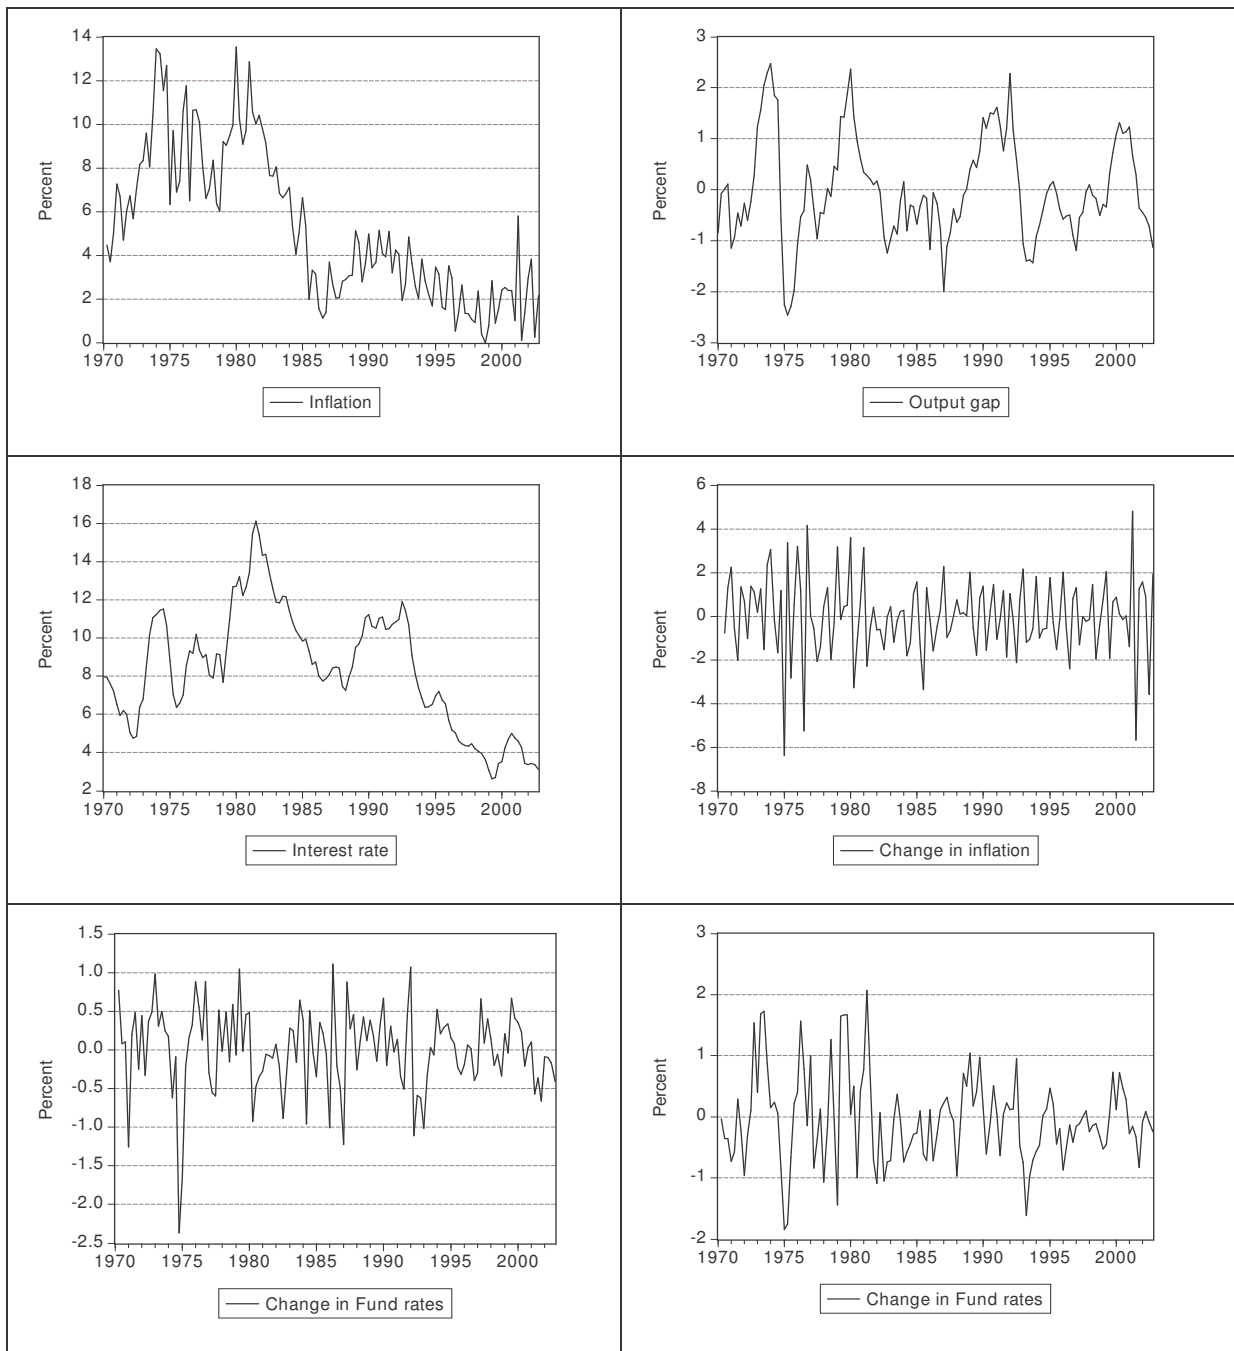 14
12
10
8
6
4
2
0
Percent
1970 1975 1980 1985 1990 1995 2000
Inflation
3
2
1
0
-1
-2
-3
Percent
1970 1975 1980 1985 1990 1995 2000
Output gap
18
16
14
12
10
8
6
4
2
Percent
1970 1975 1980 1985 1990 1995 2000
Interest rate
6
4
2
0
-2
-4
-6
-8
Percent
1970 1975 1980 1985 1990 1995 2000
Change in inflation
1.5
1.0
0.5
0.0
-0.5
-1.0
-1.5
-2.0
-2.5
Percent
1970 1975 1980 1985 1990 1995 2000
Change in Fund rates
3
2
1
0
-1
-2
Percent
1970 1975 1980 1985 1990 1995 2000
Change in Fund rates